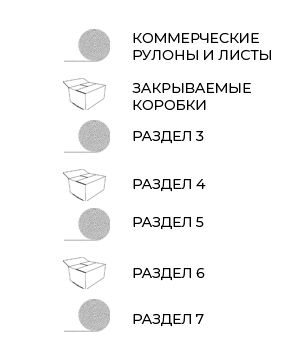 КОММЕРЧЕСКИЕ
РУЛОНЫ И ЛИСТЫ
ЗАКРЫВАЕМЫЕ
КОРОБКИ
РАЗДЕЛ 3
РАЗДЕЛ 4
РАЗДЕЛ 5
РАЗДЕЛ 6
РАЗДЕЛ 7